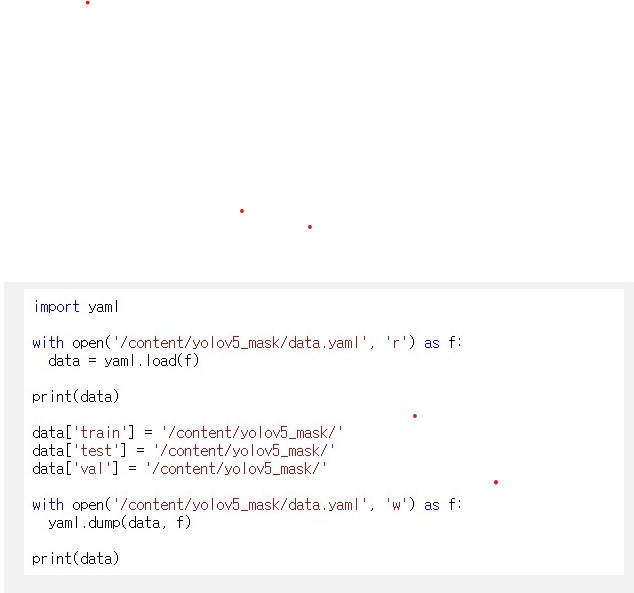 import yaml
with open('/content/yolov5_mask/data.yaml', 'r') as f:
data = yaml.load(f)
print(data)
data['train'] = '/content/yolov5_mask/'
data['test'] = '/content/yolov5_mask/'
data['val'] = '/content/yolov5_mask/'
with open('/content/yolov5_mask/data.yaml', 'w') as f:
yaml.dump(data, f)
print(data)